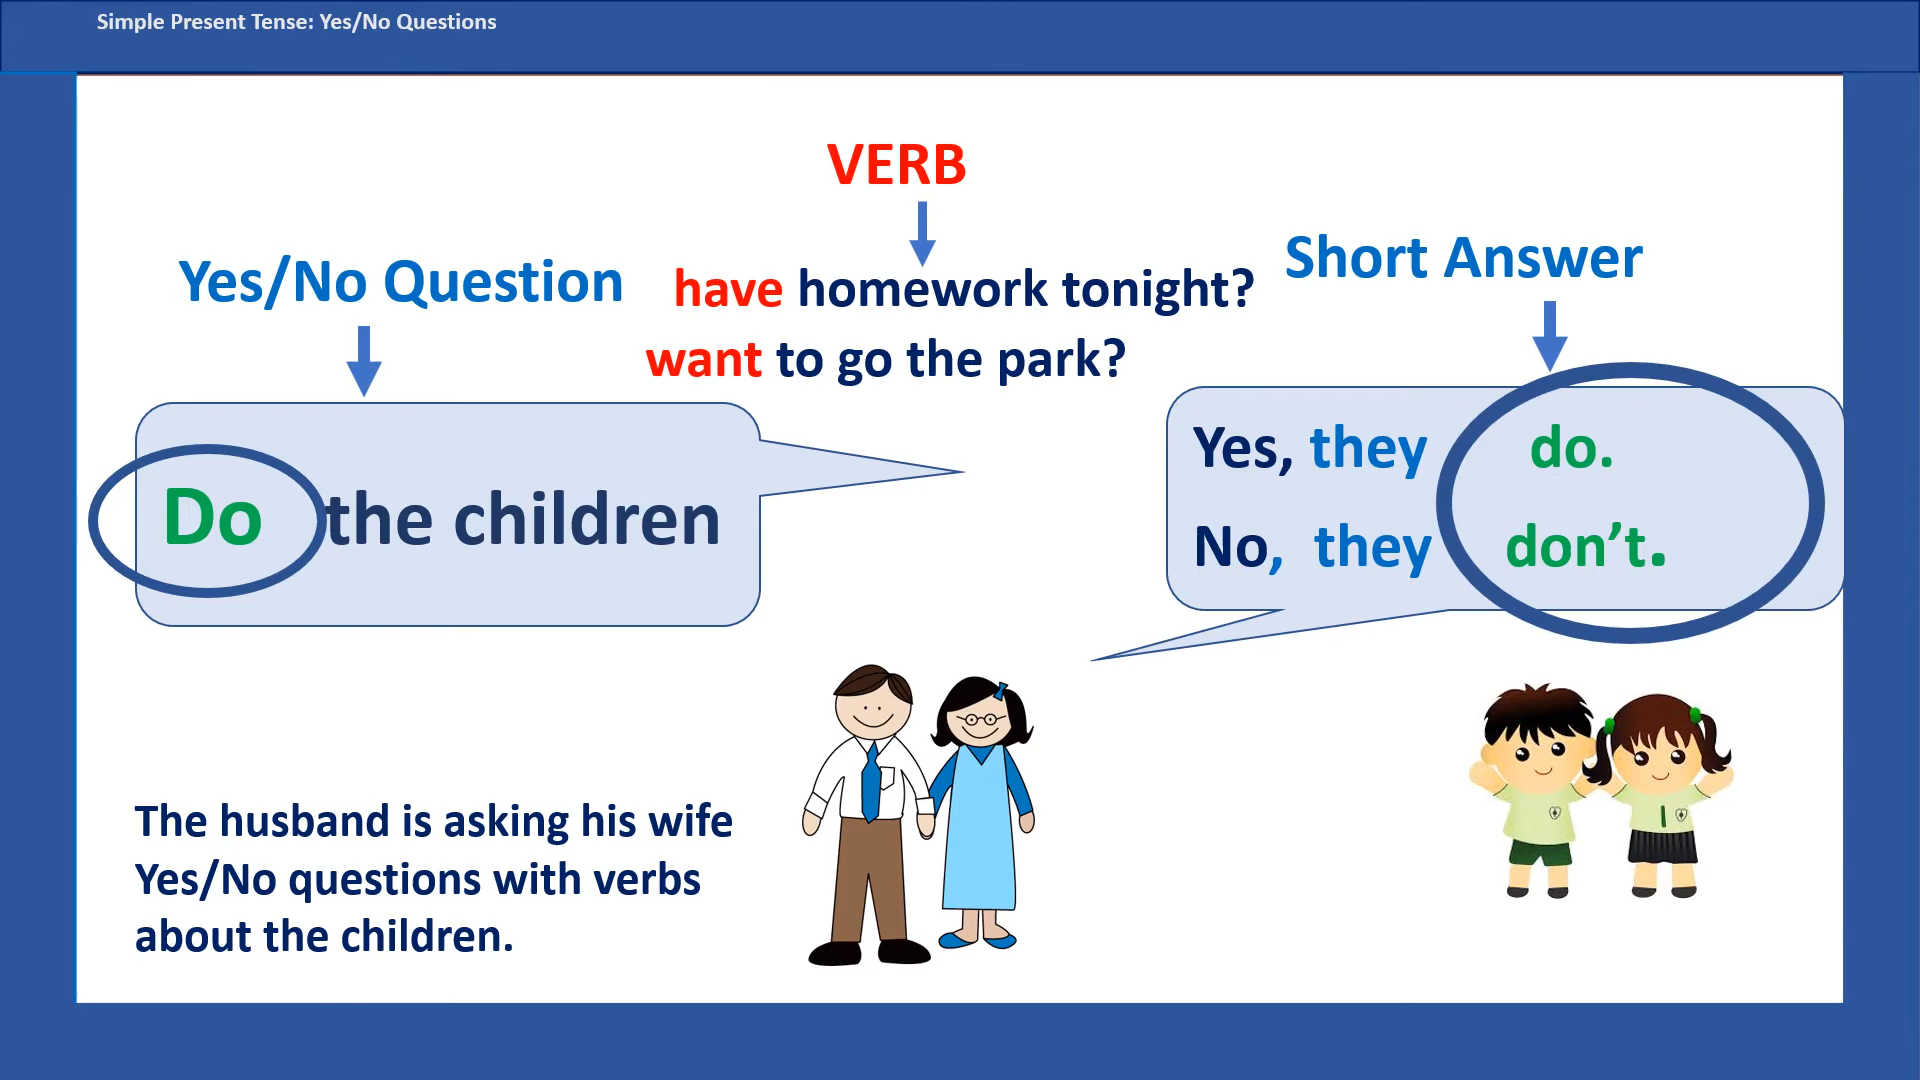 Simple Present Tense: Yes/No Questions
VERB
Yes/No Question
have homework tonight?
want to go the park?
Short Answer
Do the children
Yes, they do.
No, they don’t.
The husband is asking his wife
Yes/No questions with verbs
about the children.